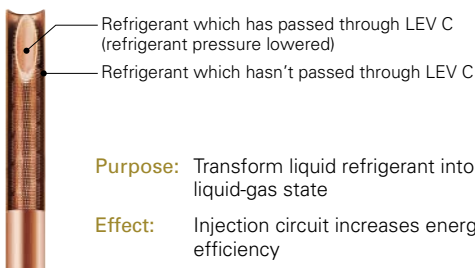 Refrigerant which has passed through LEV C
(refrigerant pressure lowered)
Refrigerant which hasn't passed through LEV C
Purpose: Transform liquid refrigerant into
liquid-gas state
Effect: Injection circuit increases energ
efficiency